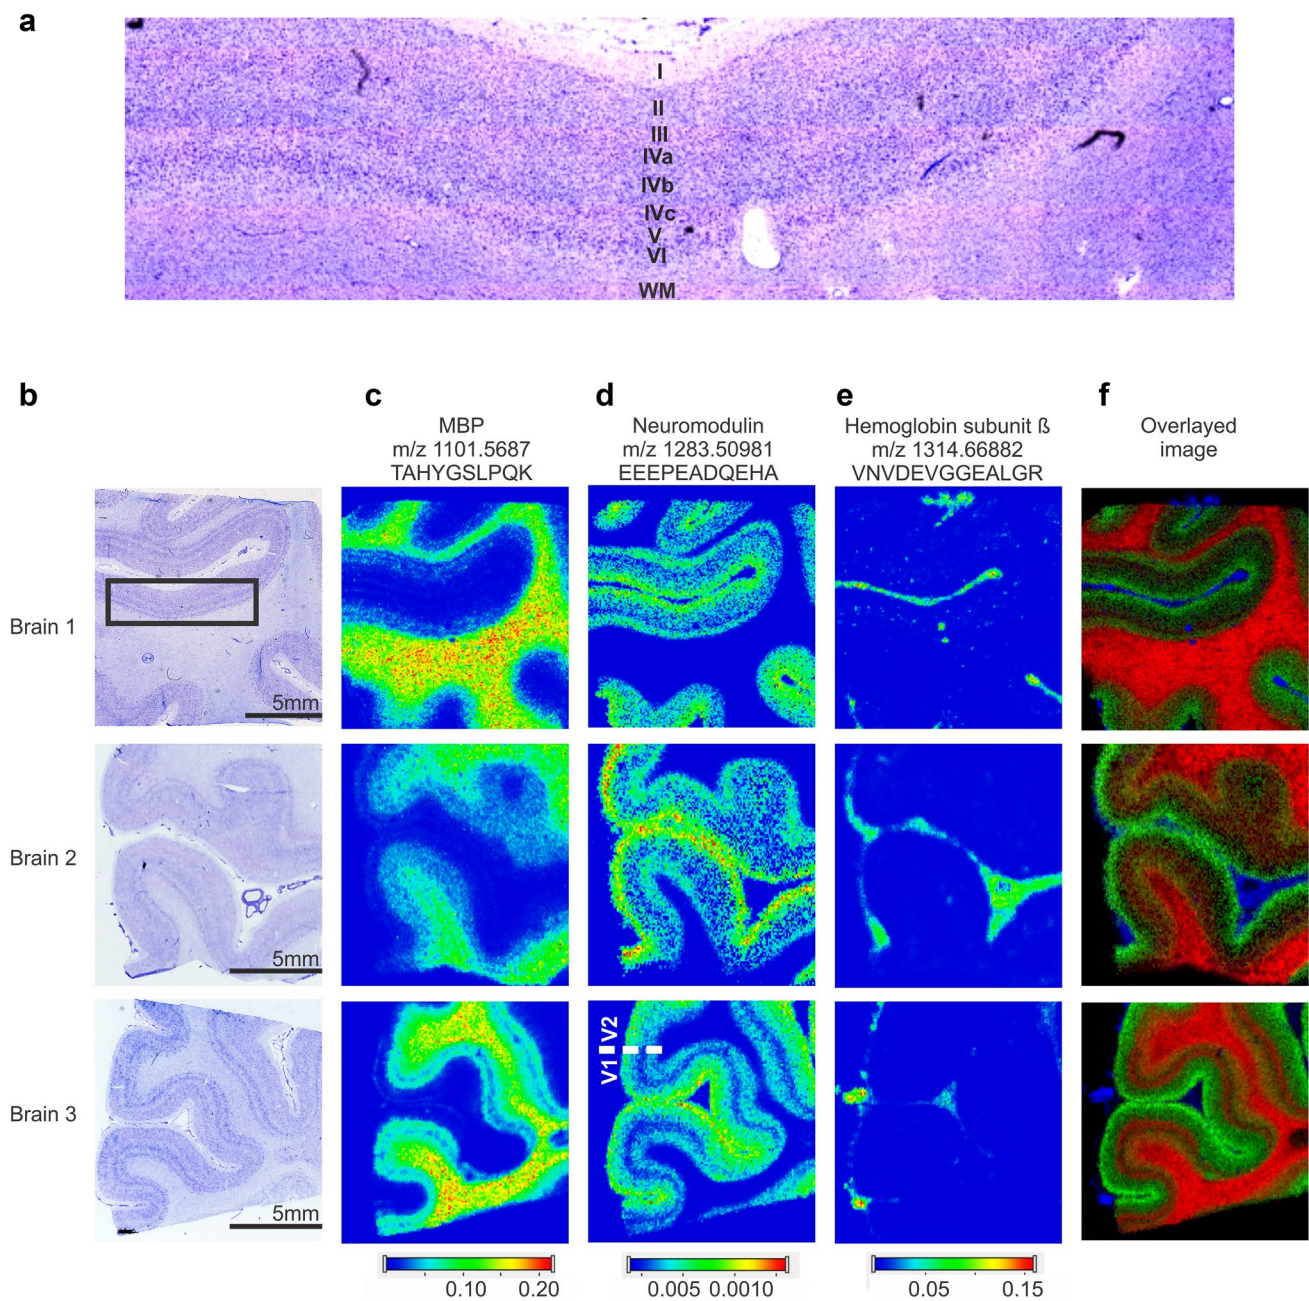 a
I
II
III
IVa
IVb
IVc
V
VI
WM
b
c
d
e
f
MBP
m/z 1101.5687
TAHYGSLPQK
Neuromodulin
m/z 1283.50981
EEEPEADQEHA
Hemoglobin subunit ß
m/z 1314.66882
VNVDEVGGEALGR
Overlayed
image
Brain 1
5mm
Brain 2
5mm
Brain 3
V1 V2
5mm
0.10 0.20
0.005 0.0010
0.05 0.15